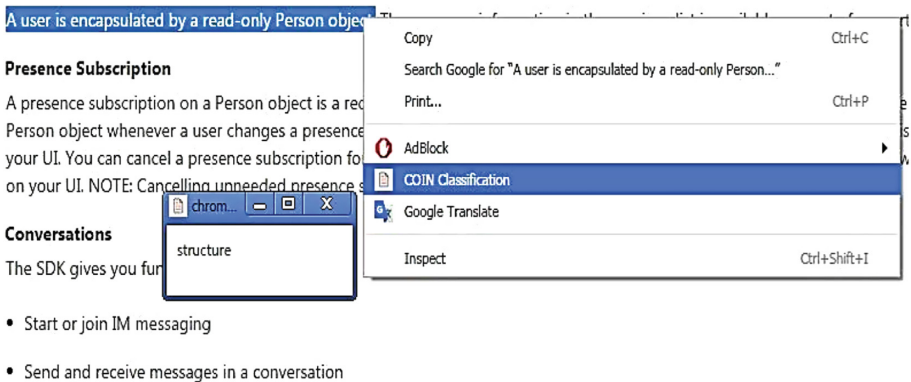 A user is encapsulated by a read-only Person object.
Copy Ctrl+C
Search Google for “A user is encapsulated by a read-only Person...”
Print... Ctrl+P
AdBlock
COIN Classification
Google Translate
Inspect Ctrl+Shift+I
Presence Subscription
A presence subscription on a Person object is a
Person object whenever a user changes a presence
your UI. You can cancel a presence subscription
on your UI. NOTE: Cancelling unneeded presence
chrom...
structure
Conversations
The SDK gives you
• Start or join IM messaging
• Send and receive messages in a conversation